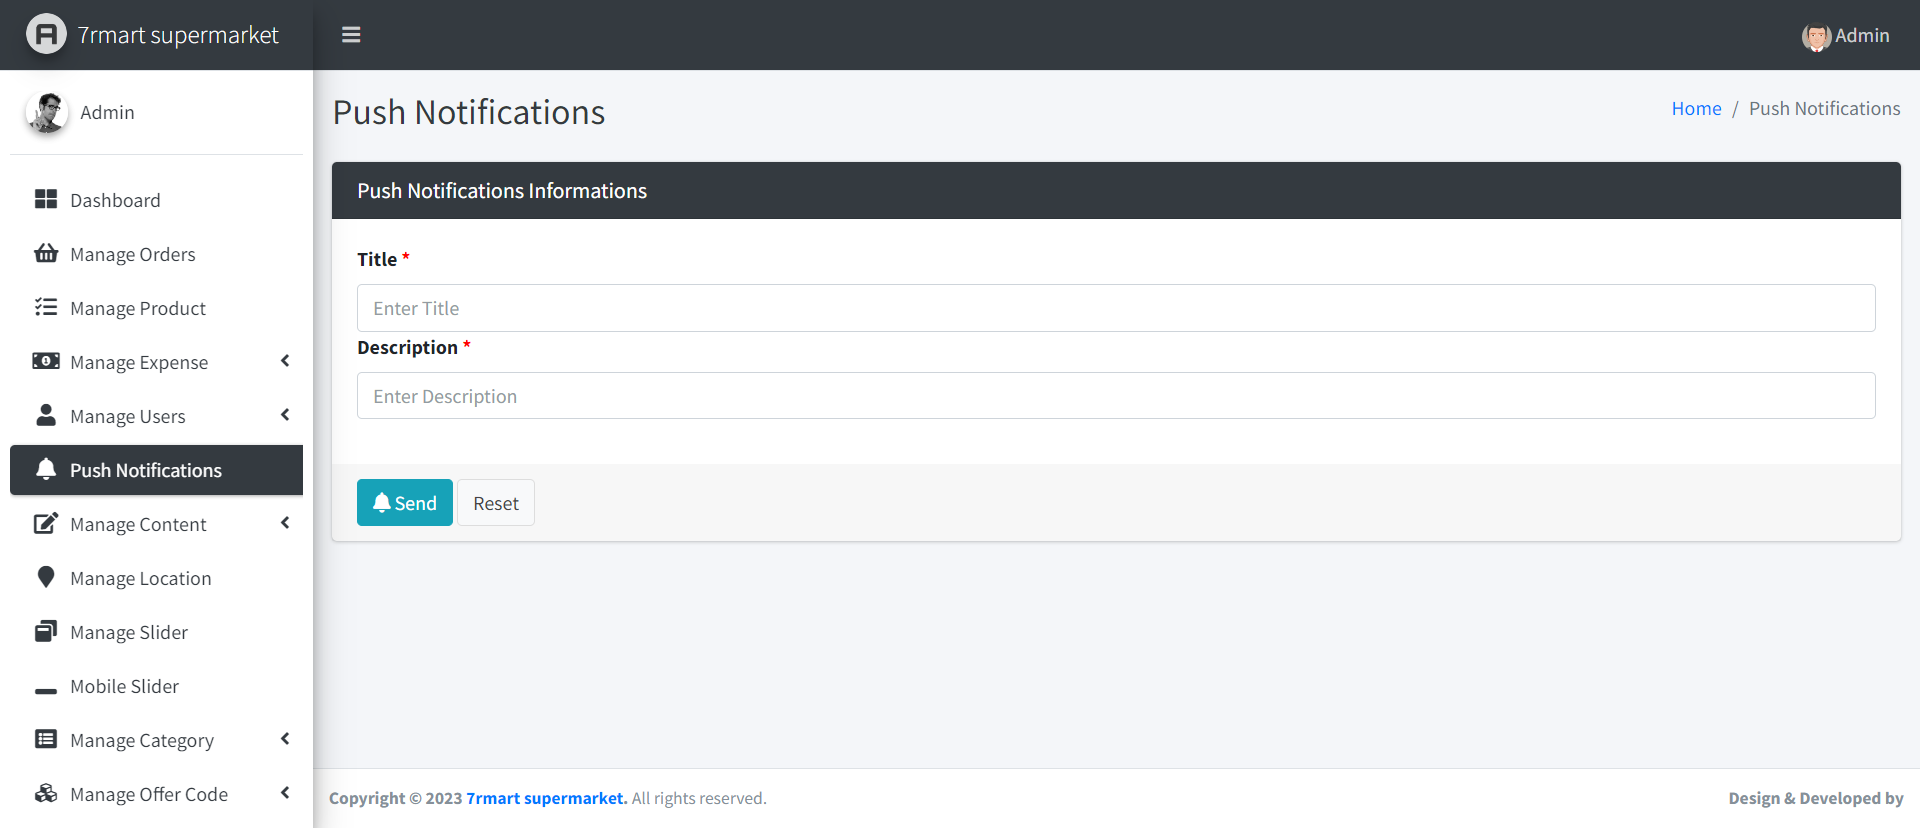 7rmart supermarket
Admin
Admin
Push Notifications
Home / Push Notifications
Dashboard
Manage Orders
Manage Product
Manage Expense
Manage Users
Push Notifications
Manage Content
Manage Location
Manage Slider
Mobile Slider
Manage Category
Manage Offer Code
Push Notifications Informations
Title *
Enter Title
Description *
Enter Description
Send
Reset
Copyright © 2023 7rmart supermarket. All rights reserved.
Design & Developed by